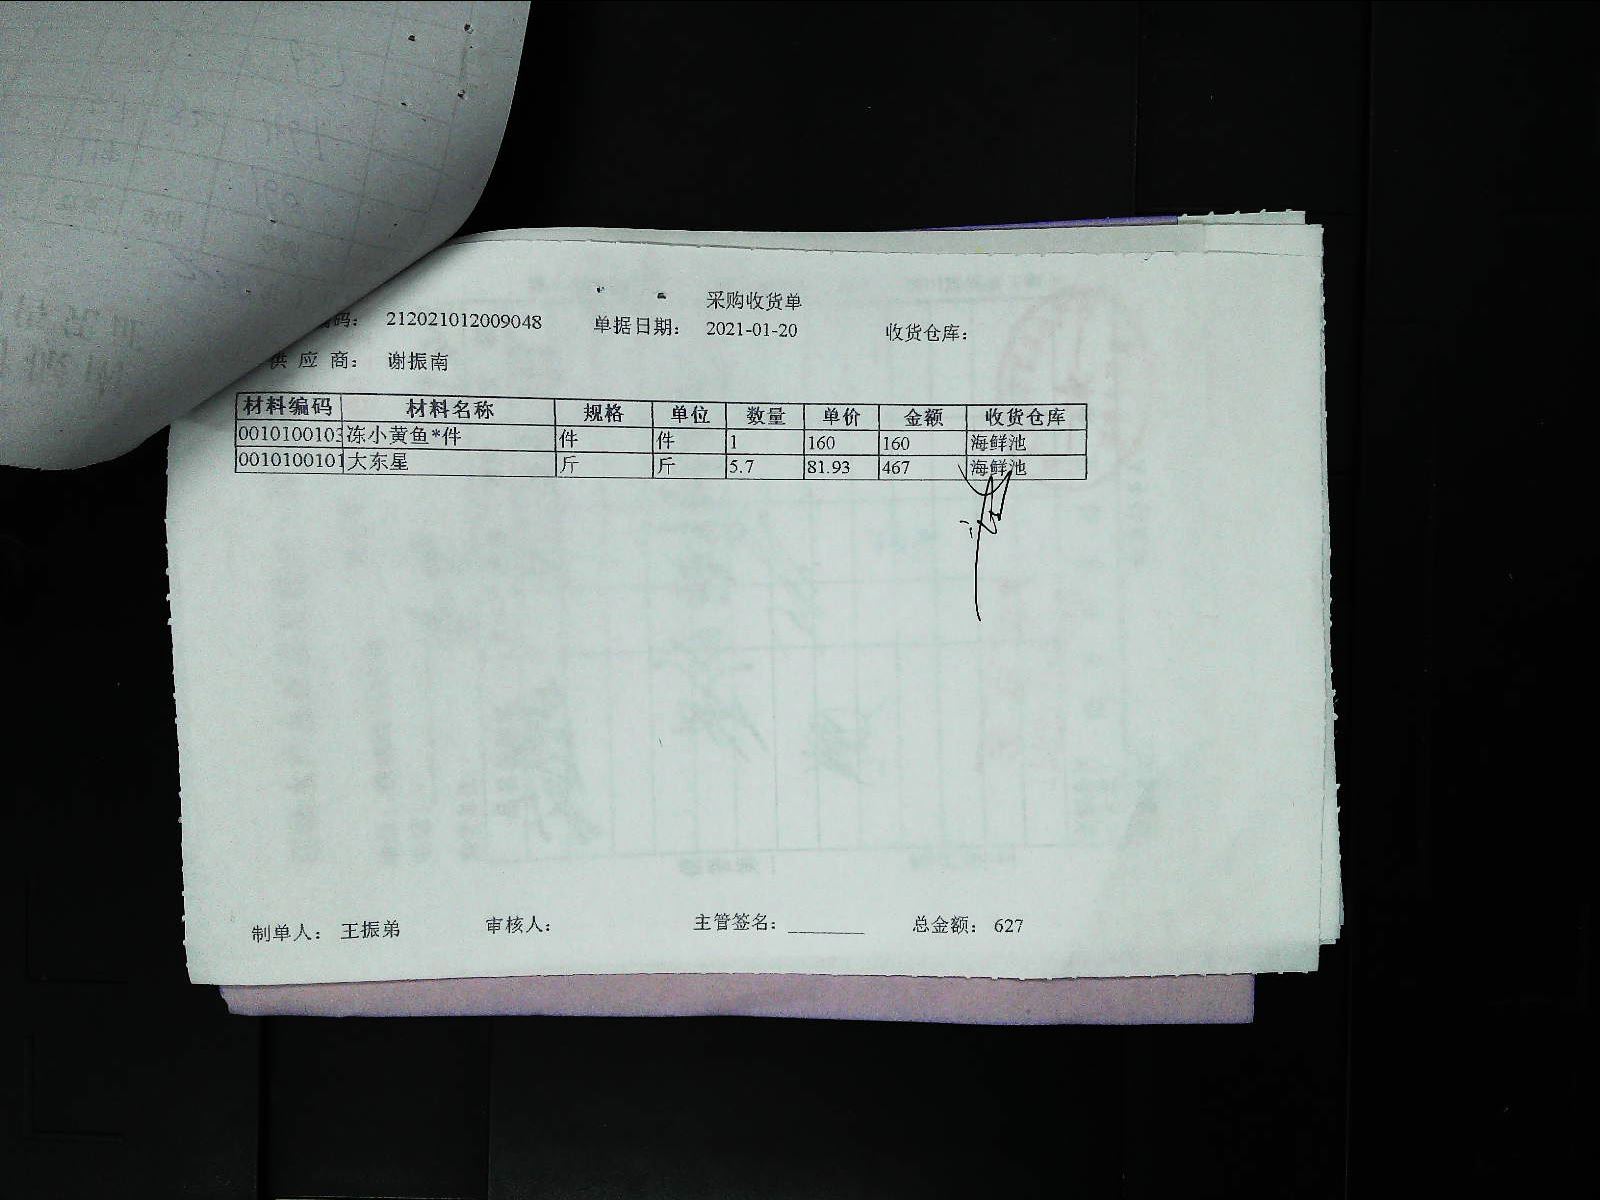 采购收货单
码： 212021012009048 单据日期： 2021-01-20 收货仓库：
供 应 商： 谢振南
材料编码 材料名称 规格 单位 数量 单价 金额 收货仓库
0010100103 冻小黄鱼*件 件 件 1 160 160 海鲜池
0010100101 大东星 斤 斤 5.7 81.93 467 海鲜池
制单人： 王振弟 审核人： 主管签名：________ 总金额： 627